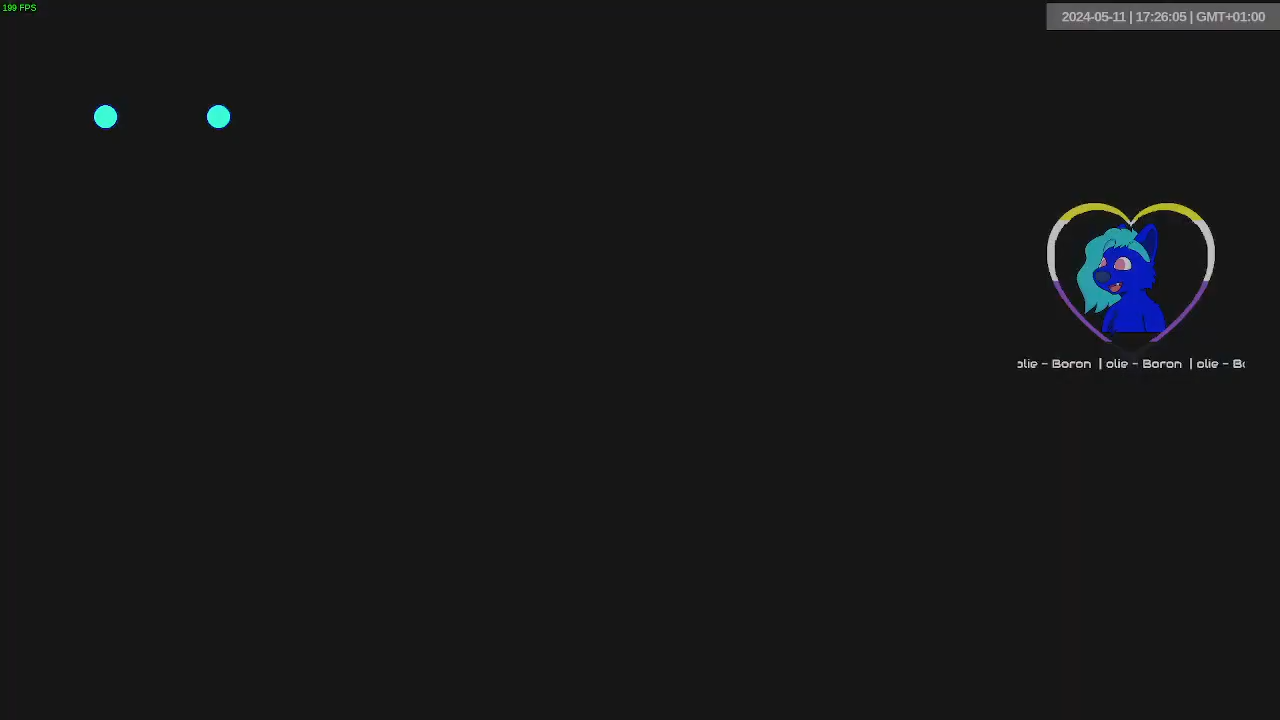 199 FPS
2024-05-11 | 17:26:05 | GMT+01:00
olie - Boron | olie - Boron | olie - Bo